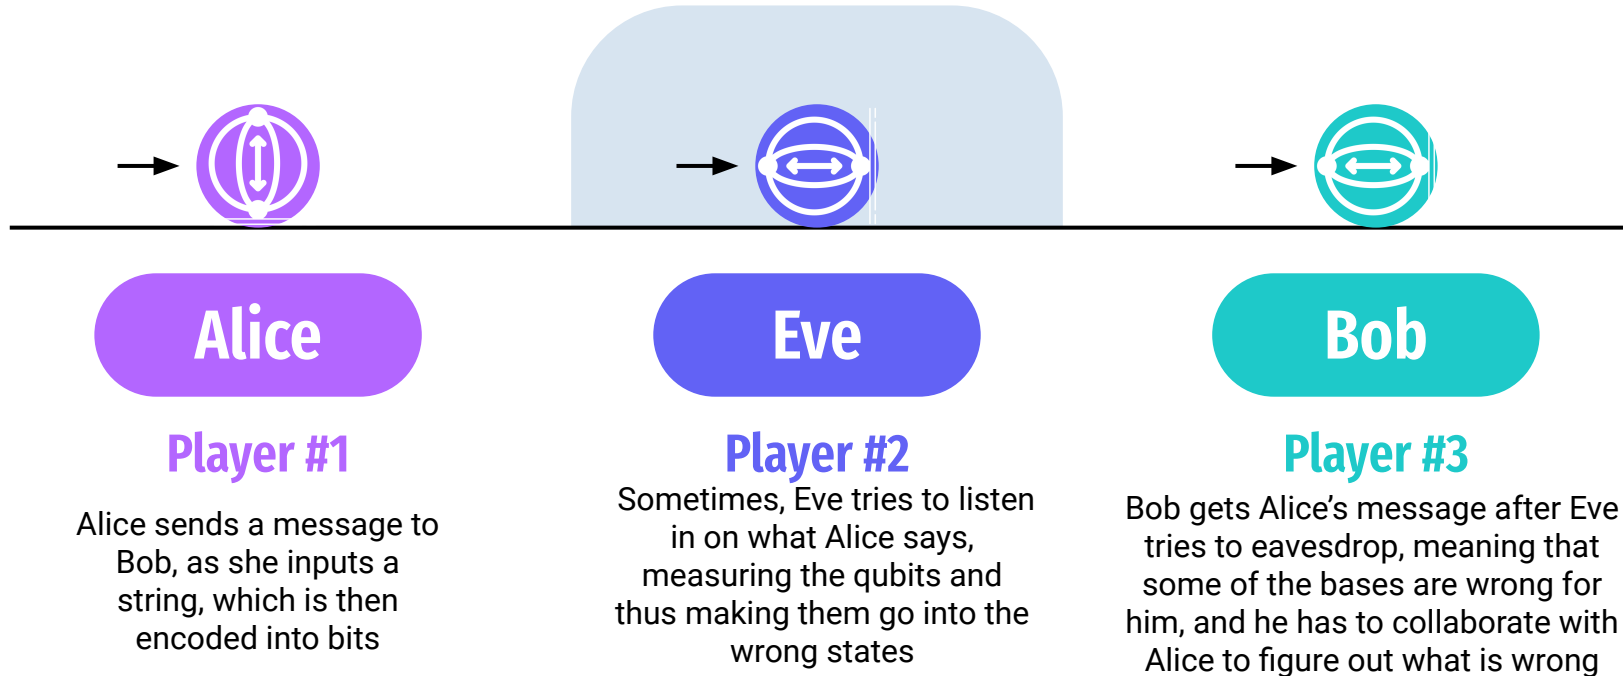 Alice
Eve
Bob
Player #1
Player #2
Player #3
Alice sends a message to
Bob, as she inputs a
string, which is then
encoded into bits
Sometimes, Eve tries to listen
in on what Alice says,
measuring the qubits and
thus making them go into the
wrong states
Bob gets Alice’s message after Eve
tries to eavesdrop, meaning that
some of the bases are wrong for
him, and he has to collaborate with
Alice to figure out what is wrong